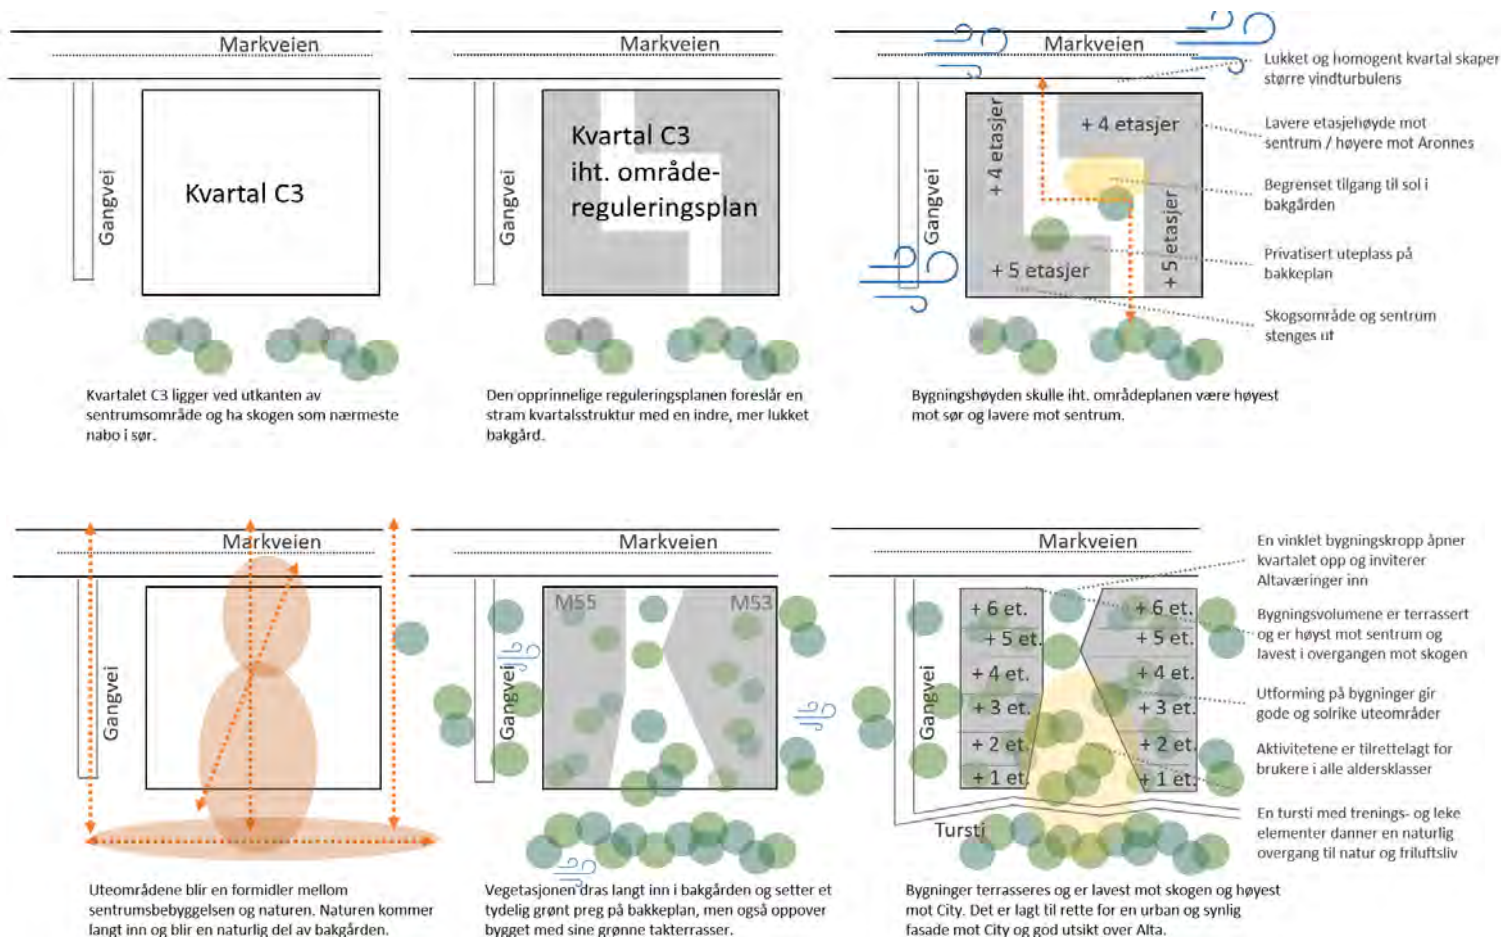 Markveien
Gangvei
Kvartal C3
Kvartalet C3 ligger ved utkanten av
sentrumsområde og ha skogen som nærmeste
nabo i sør.
Markveien
Gangvei
Kvartal C3
iht. område-
reguleringsplan
Den opprinnelige reguleringsplanen foreslår en
stram kvartalsstruktur med en indre, mer lukket
bakgård.
Markveien
Gangvei
+ 4 etasjer
+ 4 etasjer
+ 5 etasjer
+ 5 etasjer
Lukket og homogent kvartal skaper
større vindturbulens
Lavere etasjehøyde mot
sentrum / høyere mot Aronnes
Begrenset tilgang til sol i
bakgården
Privatisert uteplass på
bakkeplan
Skogsområde og sentrum
stenges ut
Bygningshøyden skulle iht. områdeplanen være høyest
mot sør og lavere mot sentrum.
Markveien
Gangvei
Uteområdene blir en formidler mellom
sentrumsbebyggelsen og naturen. Naturen kommer
langt inn og blir en naturlig del av bakgården.
Markveien
Gangvei
M55
M53
Vegetasjonen dras langt inn i bakgården og setter et
tydelig grønt preg på bakkeplan, men også oppover
bygget med sine grønne takterrasser.
Markveien
Gangvei
+ 6 et.
+ 5 et.
+ 4 et.
+ 3 et.
+ 2 et.
+ 1 et.
+ 6 et.
+ 5 et.
+ 4 et.
+ 3 et.
+ 2 et.
+ 1 et.
Tursti
En vinklet bygningskropp åpner
kvartalet opp og inviterer
Altaværinger inn
Bygningsvolumene er terrassert
og er høyst mot sentrum og
lavest i overgangen mot skogen
Utforming på bygninger gir
gode og solrike uteområder
Aktivitetene er tilrettelagt for
brukere i alle aldersklasser
En tursti med trenings- og leke
elementer danner en naturlig
overgang til natur og friluftsliv
Bygninger terrasseres og er lavest mot skogen og høyest
mot City. Det er lagt til rette for en urban og synlig
fasade mot City og god utsikt over Alta.